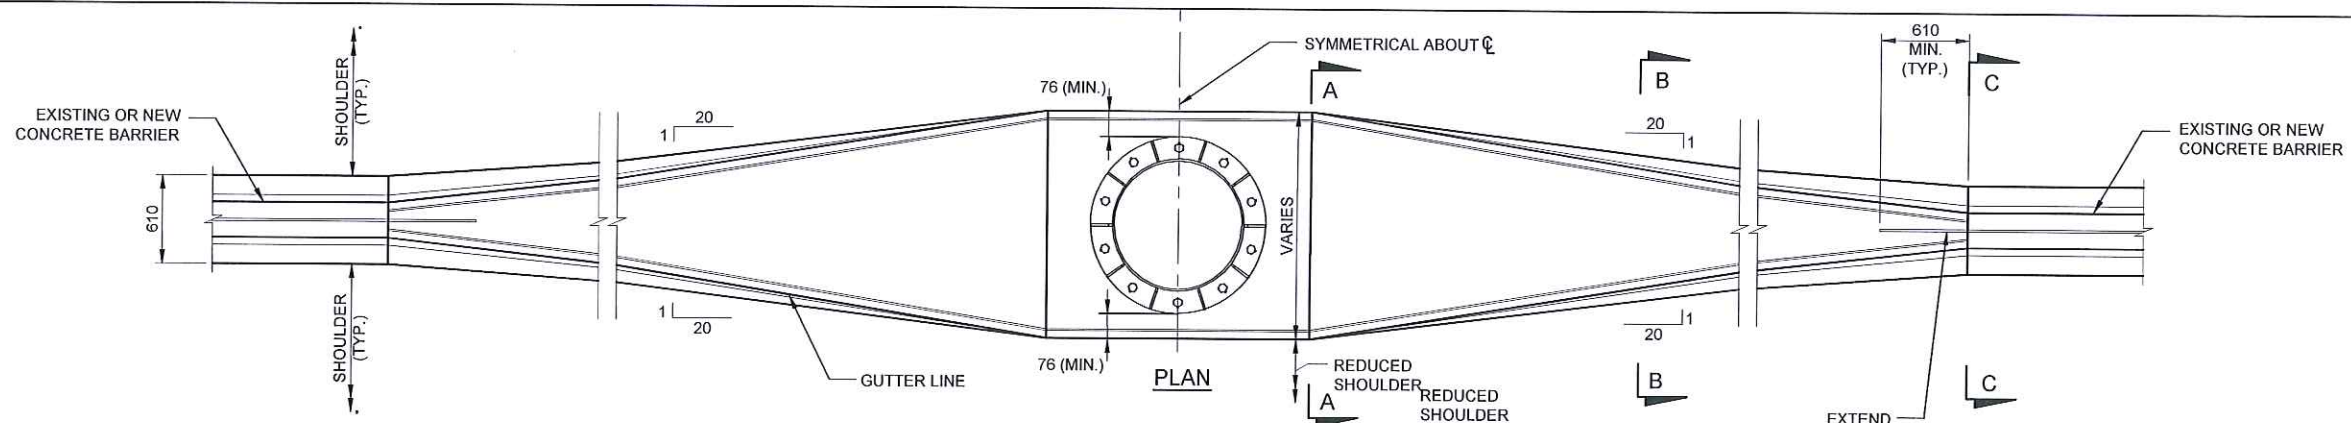 SHOULDER
(TYP.)
EXISTING OR NEW
CONCRETE BARRIER
610
SHOULDER
(TYP.)
1
20
1
20
GUTTER LINE
76 (MIN.)
76 (MIN.)
PLAN
SYMMETRICAL ABOUT ℄
A
VARIES
REDUCED
SHOULDER
A
REDUCED
SHOULDER
B
20
1
20
1
B
610
MIN.
(TYP.)
C
EXISTING OR NEW
CONCRETE BARRIER
C
EXTEND